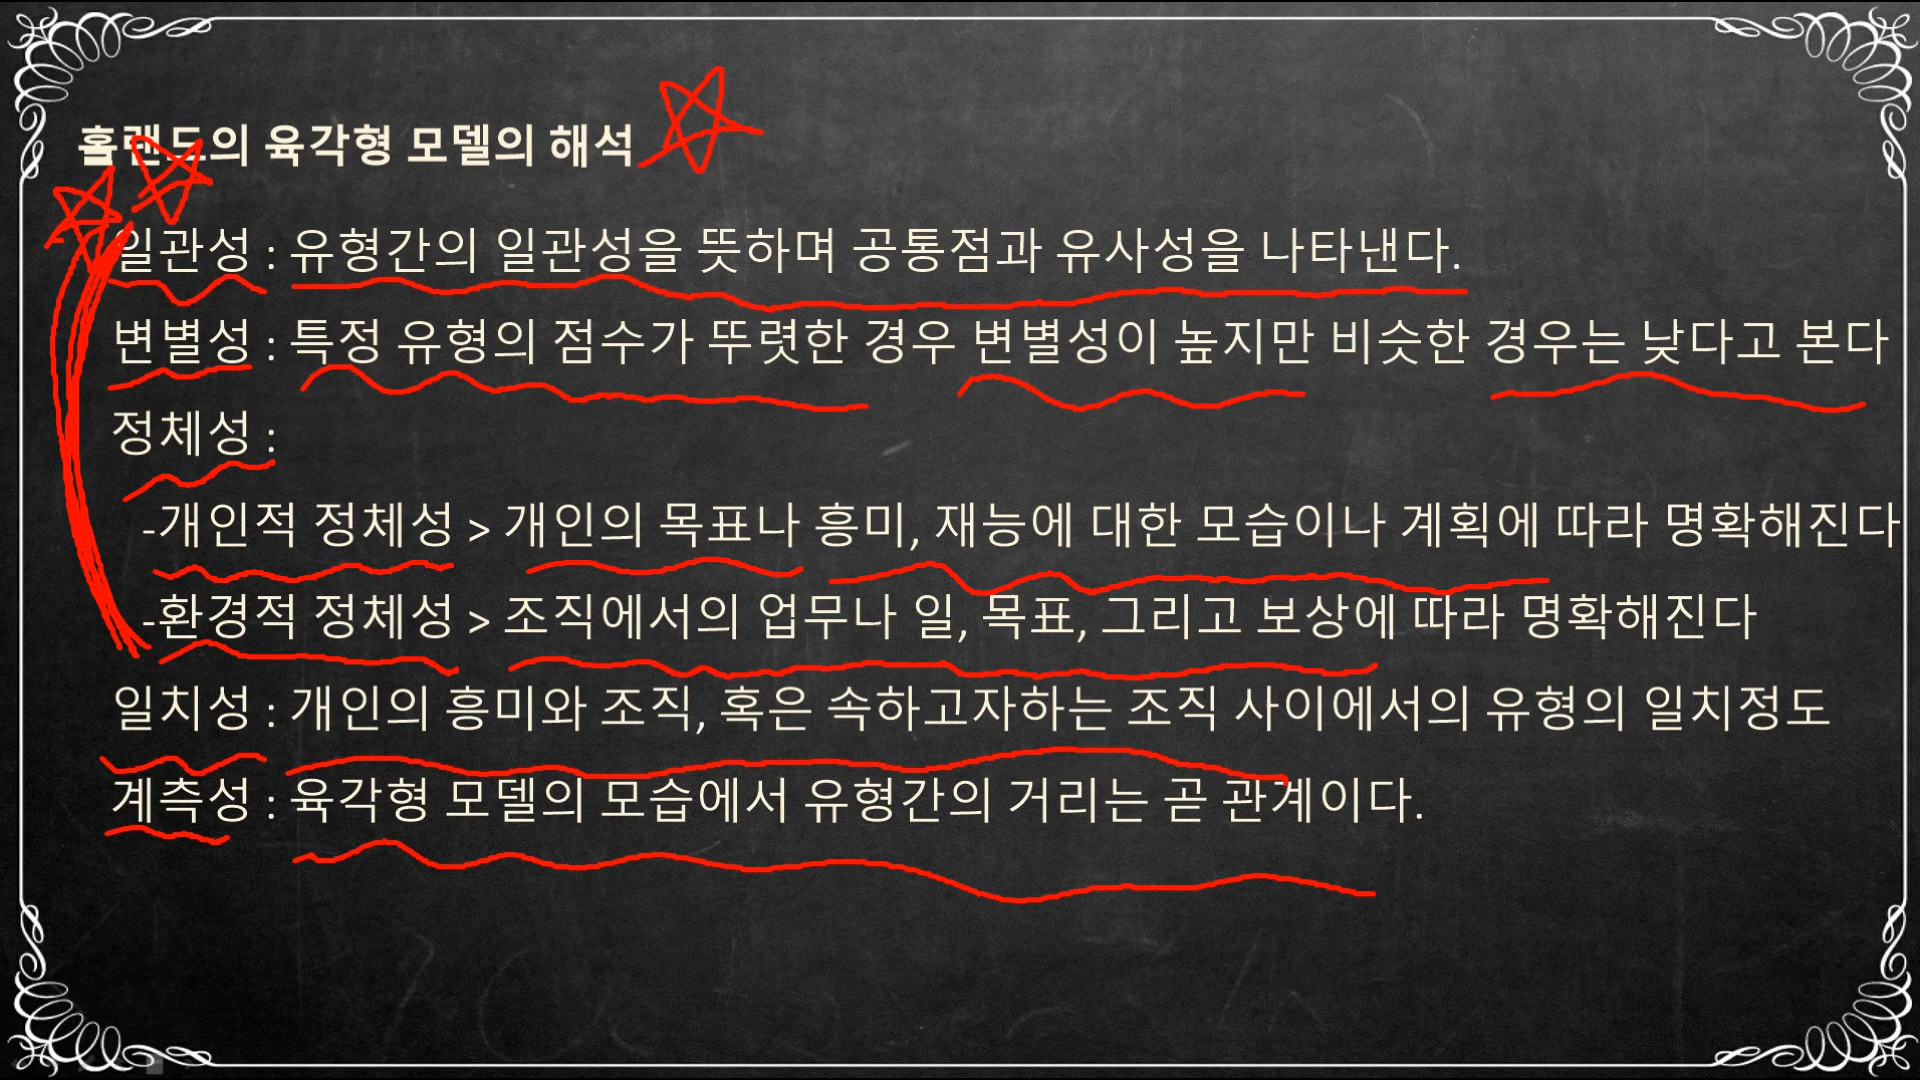 홀랜드의 육각형 모델의 해석
일관성 : 유형간의 일관성을 뜻하며 공통점과 유사성을 나타낸다.
변별성 : 특정 유형의 점수가 뚜렷한 경우 변별성이 높지만 비슷한 경우는 낮다고 본다
정체성 :
-개인적 정체성 > 개인의 목표나 흥미, 재능에 대한 모습이나 계획에 따라 명확해진다
-환경적 정체성 > 조직에서의 업무나 일, 목표, 그리고 보상에 따라 명확해진다
일치성 : 개인의 흥미와 조직, 혹은 속하고자하는 조직 사이에서의 유형의 일치정도
계측성 : 육각형 모델의 모습에서 유형간의 거리는 곧 관계이다.